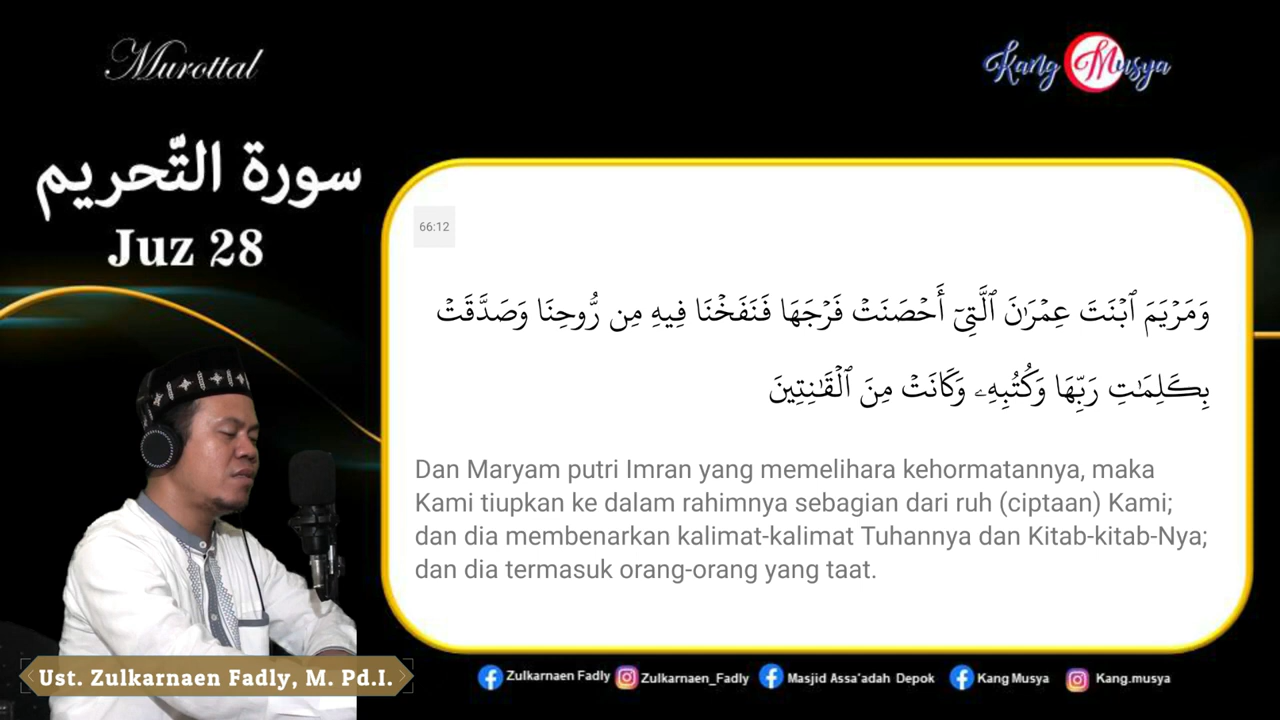 Murottal
Kang Musya
سورة التّحريم
Juz 28
66:12
وَمَرْيَمَ ٱبْنَتَ عِمْرَٰنَ ٱلَّتِىٓ أَحْصَنَتْ فَرْجَهَا فَنَفَخْنَا فِيهِ مِن رُّوحِنَا وَصَدَّقَتْ
بِكَلِمَٰتِ رَبِّهَا وَكُتُبِهِۦ وَكَانَتْ مِنَ ٱلْقَٰنِتِينَ
Dan Maryam putri Imran yang memelihara kehormatannya, maka
Kami tiupkan ke dalam rahimnya sebagian dari ruh (ciptaan) Kami;
dan dia membenarkan kalimat-kalimat Tuhannya dan Kitab-kitab-Nya;
dan dia termasuk orang-orang yang taat.
Ust. Zulkarnaen Fadly, M. Pd.I.
Zulkarnaen Fadly Zulkarnaen_Fadly Masjid Assa'adah Depok Kang Musya Kang.musya